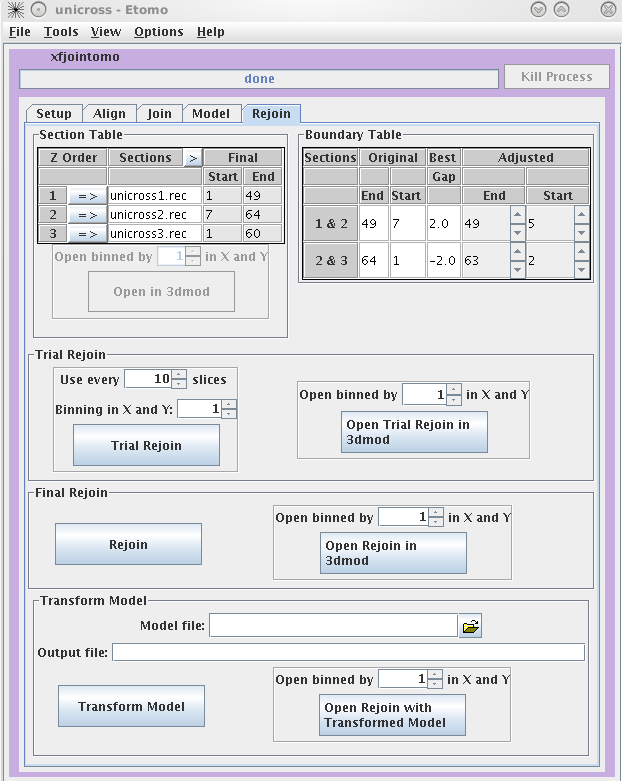 unicross - Etomo
File Tools View Options Help
xfjointomo
done
Kill Process
Setup Align Join Model Rejoin
Section Table
Z Order Sections > Final
Start End
1 => unicross1.rec 1 49
2 => unicross2.rec 7 64
3 => unicross3.rec 1 60
Open binned by 1 in X and Y
Open in 3dmod
Boundary Table
Sections Original Best Adjusted
Gap
End Start End Start
1 & 2 49 7 2.0 49 5
2 & 3 64 1 -2.0 63 2
Trial Rejoin
Use every 10 slices
Binning in X and Y: 1
Trial Rejoin
Open binned by 1 in X and Y
Open Trial Rejoin in
3dmod
Final Rejoin
Rejoin
Open binned by 1 in X and Y
Open Rejoin in
3dmod
Transform Model
Model file:
Output file:
Transform Model
Open binned by 1 in X and Y
Open Rejoin with
Transformed Model